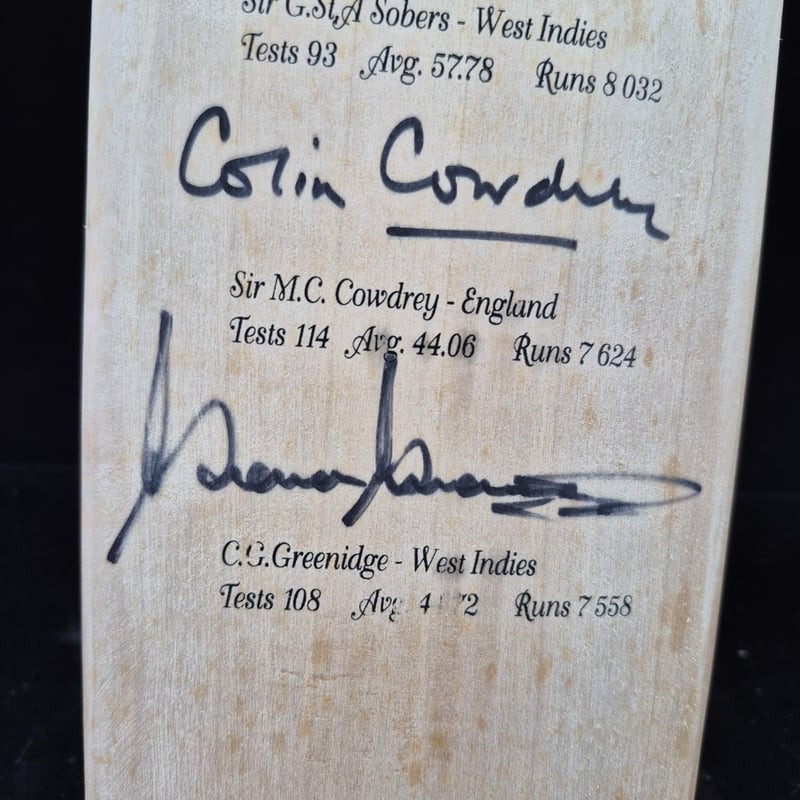 Sir G.St.A Sobers - West Indies
Tests 93 Avg. 57.78 Runs 8 032
Colin Cowdrey
Sir M.C. Cowdrey - England
Tests 114 Avg. 44.06 Runs 7 624
C.G.Greenidge - West Indies
Tests 108 Avg. Runs 7 558